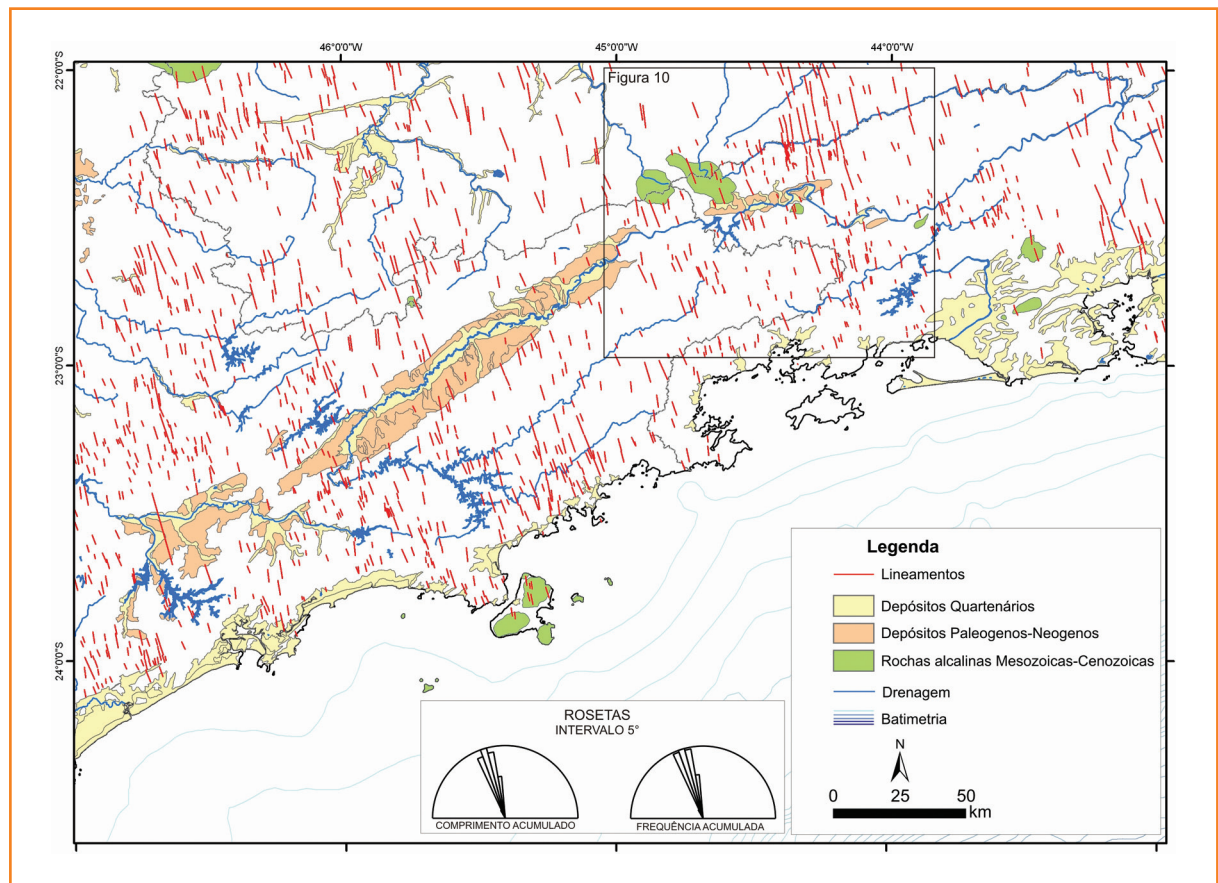 46°0'0"W
45°0'0"W
44°0'0"W
22°0'0"S
Figura 10
23°0'0"S
24°0'0"S
Legenda
Lineamentos
Depósitos Quartenários
Depósitos Paleogenos-Neogenos
Rochas alcalinas Mesozoicas-Cenozoicas
Drenagem
Batimetria
N
0 25 50
km
ROSETAS
INTERVALO 5°
COMPRIMENTO ACUMULADO
FREQUÊNCIA ACUMULADA